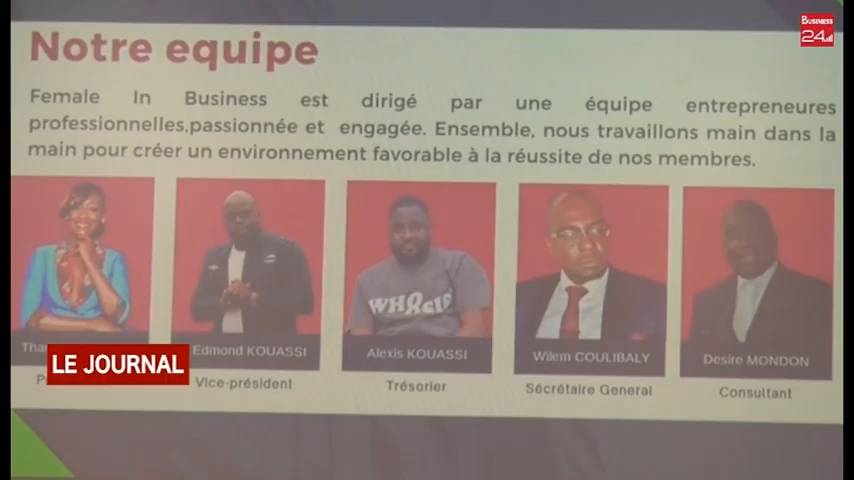 Business
24
Notre equipe
Female In Business est dirigé par une équipe entrepreneures
professionnelles,passionnée et engagée. Ensemble, nous travaillons main dans la
main pour créer un environnement favorable à la réussite de nos membres.
WHOELSE
Edmond KOUASSI
Alexis KOUASSI
Wilem COULIBALY
Desire MONDON
LE JOURNAL
Vice-président
Trésorier
Sécrétaire General
Consultant